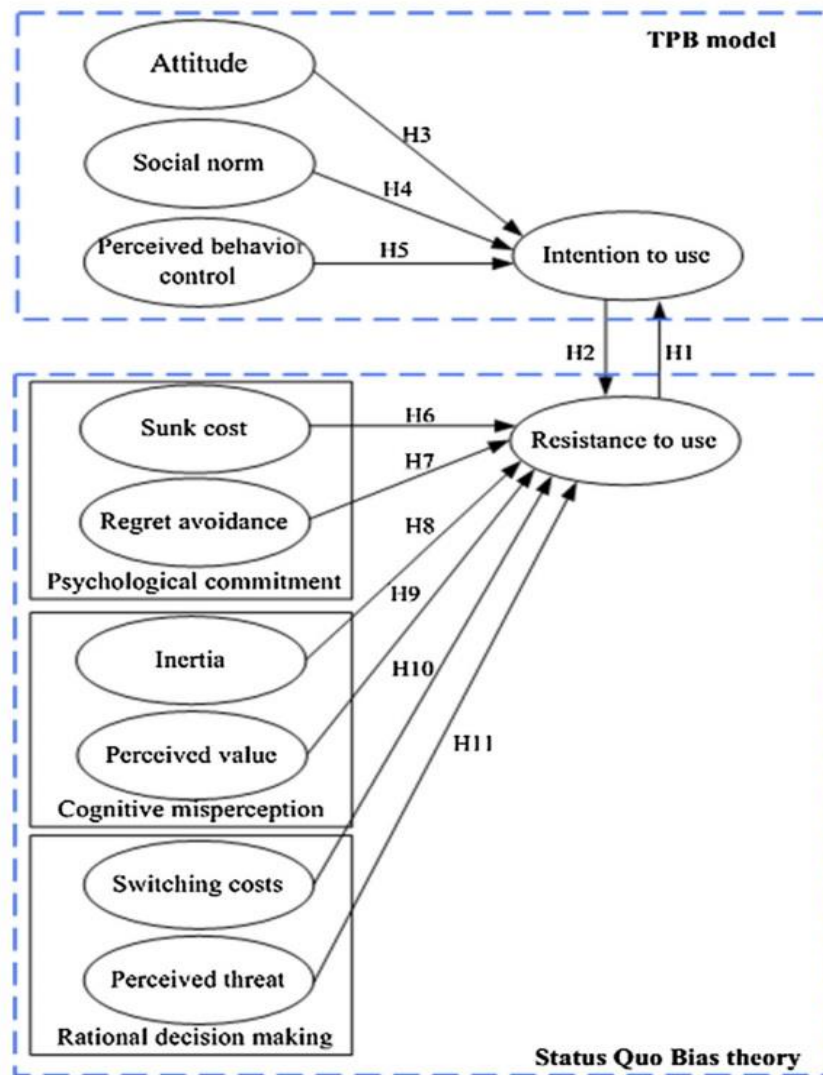 TPB model
Attitude
H3
Social norm
H4
Perceived behavior
control
H5
Intention to use
H2
H1
Sunk cost
H6
Resistance to use
H7
Regret avoidance
H8
Psychological commitment
H9
Inertia
H10
Perceived value
H11
Cognitive misperception
Switching costs
Perceived threat
Rational decision making
Status Quo Bias theory